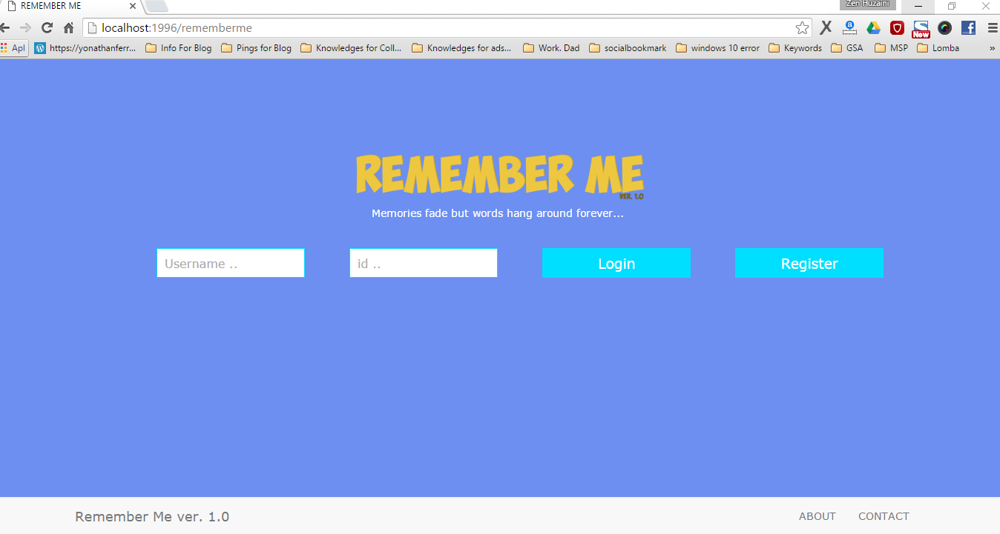 REMEMBER ME
Zen Huzaini
localhost:1996/rememberme
New
Apl https://yonathanferr... Info For Blog Pings for Blog Knowledges for Coll... Knowledges for ads... Work. Dad socialbookmark windows 10 error Keywords GSA MSP Lomba »
REMEMBER ME
VER. 1.0
Memories fade but words hang around forever...
Username .. id .. Login Register
Remember Me ver. 1.0 ABOUT CONTACT